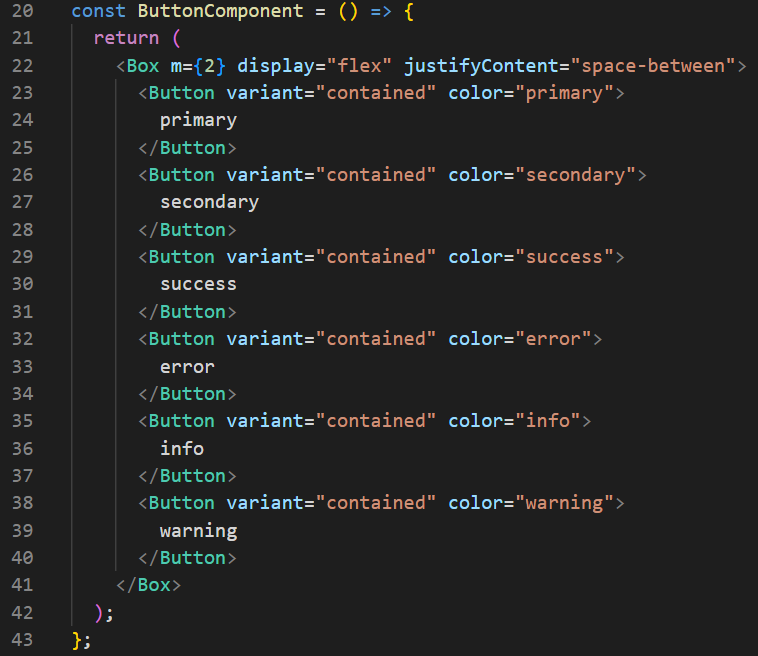 20 const ButtonComponent = () => {
21   return (
22     <Box m={2} display="flex" justifyContent="space-between">
23       <Button variant="contained" color="primary">
24         primary
25       </Button>
26       <Button variant="contained" color="secondary">
27         secondary
28       </Button>
29       <Button variant="contained" color="success">
30         success
31       </Button>
32       <Button variant="contained" color="error">
33         error
34       </Button>
35       <Button variant="contained" color="info">
36         info
37       </Button>
38       <Button variant="contained" color="warning">
39         warning
40       </Button>
41     </Box>
42   );
43 };